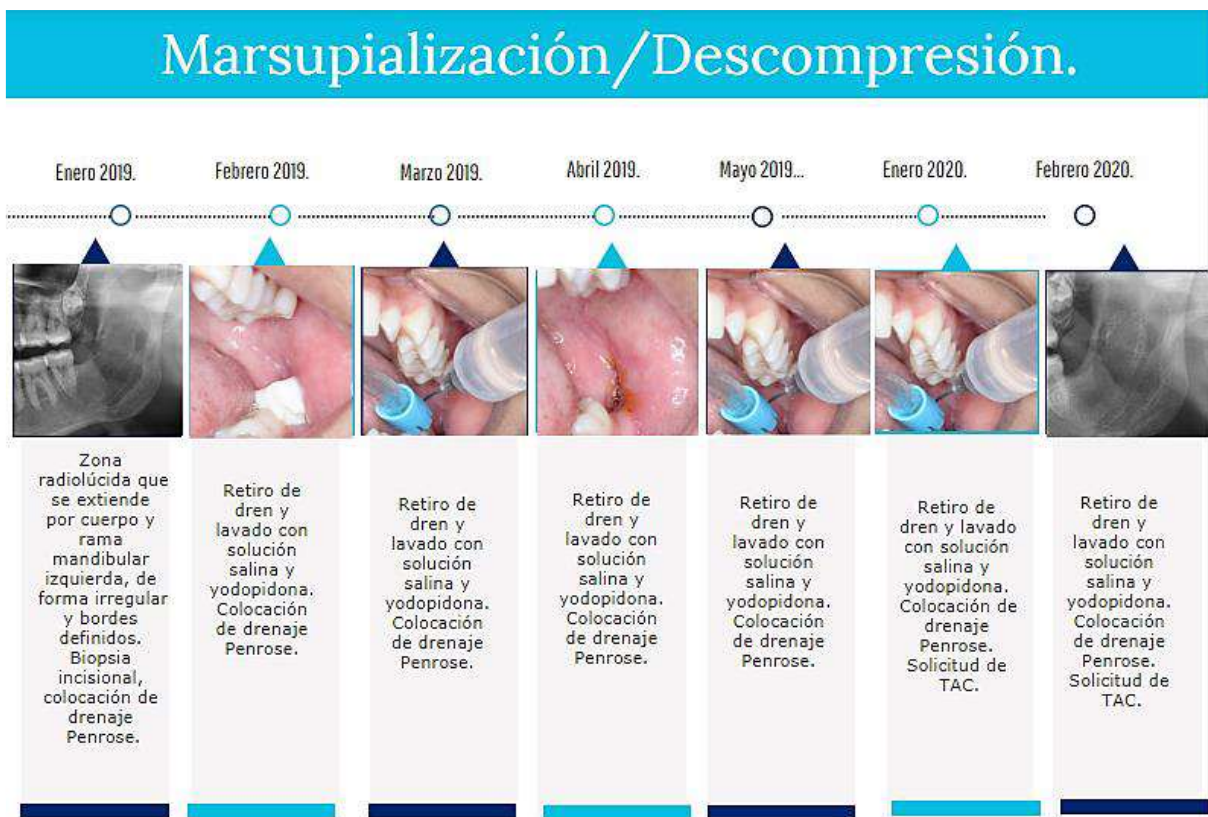 Marsupialización/Descompresión.
Enero 2019.
Febrero 2019.
Marzo 2019.
Abril 2019.
Mayo 2019...
Enero 2020.
Febrero 2020.
Zona
radiolúcida que
se extiende
por cuerpo y
rama
mandibular
izquierda, de
forma irregular
y bordes
definidos.
Biopsia
incisional,
colocación de
drenaje
Penrose.
Retiro de
dren y
lavado con
solución
salina y
yodopidona.
Colocación
de drenaje
Penrose.
Retiro de
dren y
lavado con
solución
salina y
yodopidona.
Colocación
de drenaje
Penrose.
Retiro de
dren y
lavado con
solución
salina y
yodopidona.
Colocación
de drenaje
Penrose.
Retiro de
dren y
lavado con
solución
salina y
yodopidona.
Colocación
de drenaje
Penrose.
Retiro de
dren y lavado
con solución
salina y
yodopidona.
Colocación de
drenaje
Penrose.
Solicitud de
TAC.
Retiro de
dren y
lavado con
solución
salina y
yodopidona.
Colocación
de drenaje
Penrose.
Solicitud de
TAC.